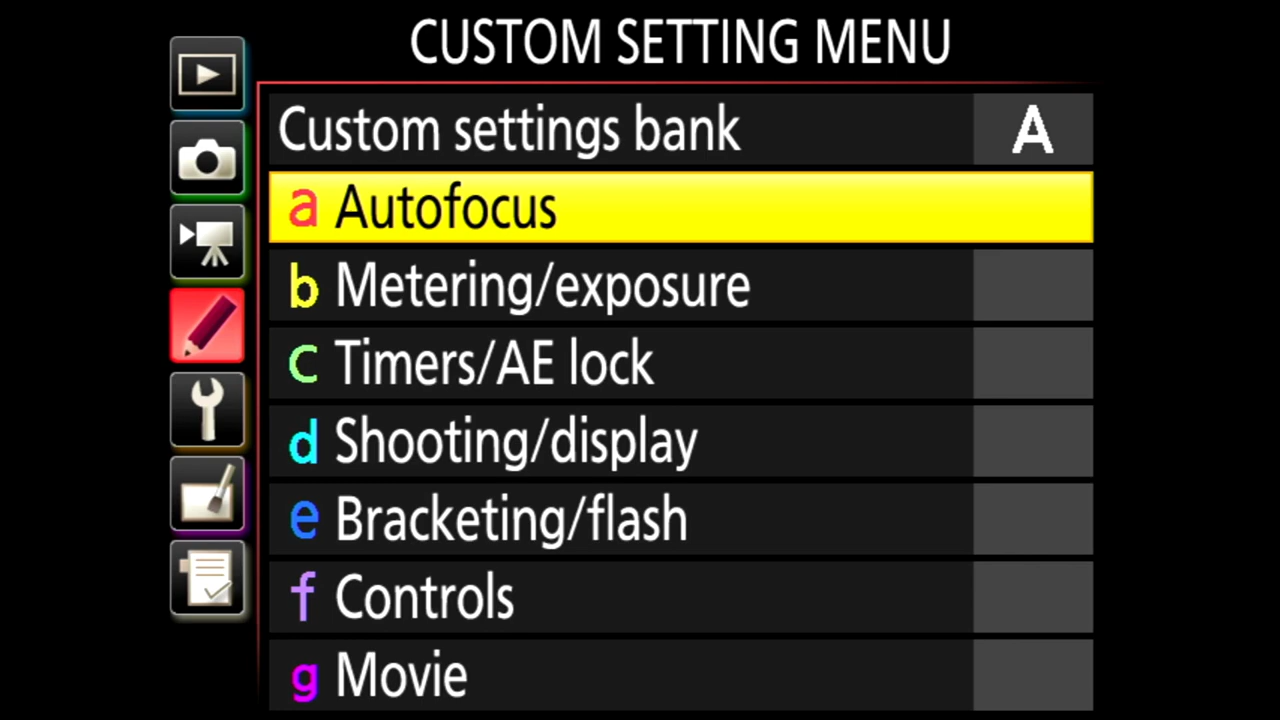 CUSTOM SETTING MENU
Custom settings bank A
a Autofocus
b Metering/exposure
c Timers/AE lock
d Shooting/display
e Bracketing/flash
f Controls
g Movie